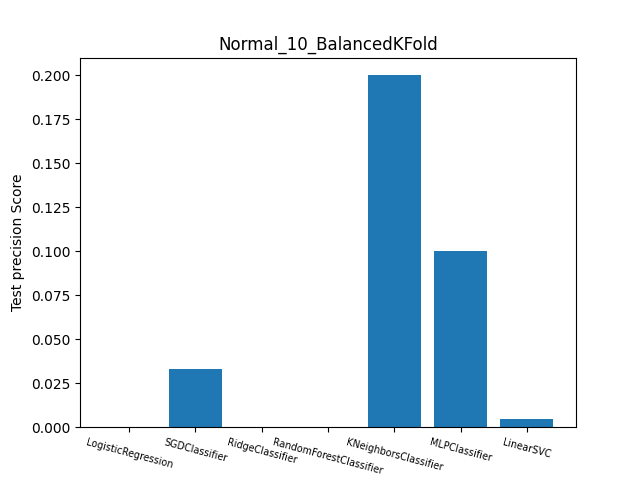 Normal_10_BalancedKFold
Test precision Score
0.200
0.175
0.150
0.125
0.100
0.075
0.050
0.025
0.000
LogisticRegression
SGDClassifier
RidgeClassifier
RandomForestClassifier
KNeighborsClassifier
MLPClassifier
LinearSVC